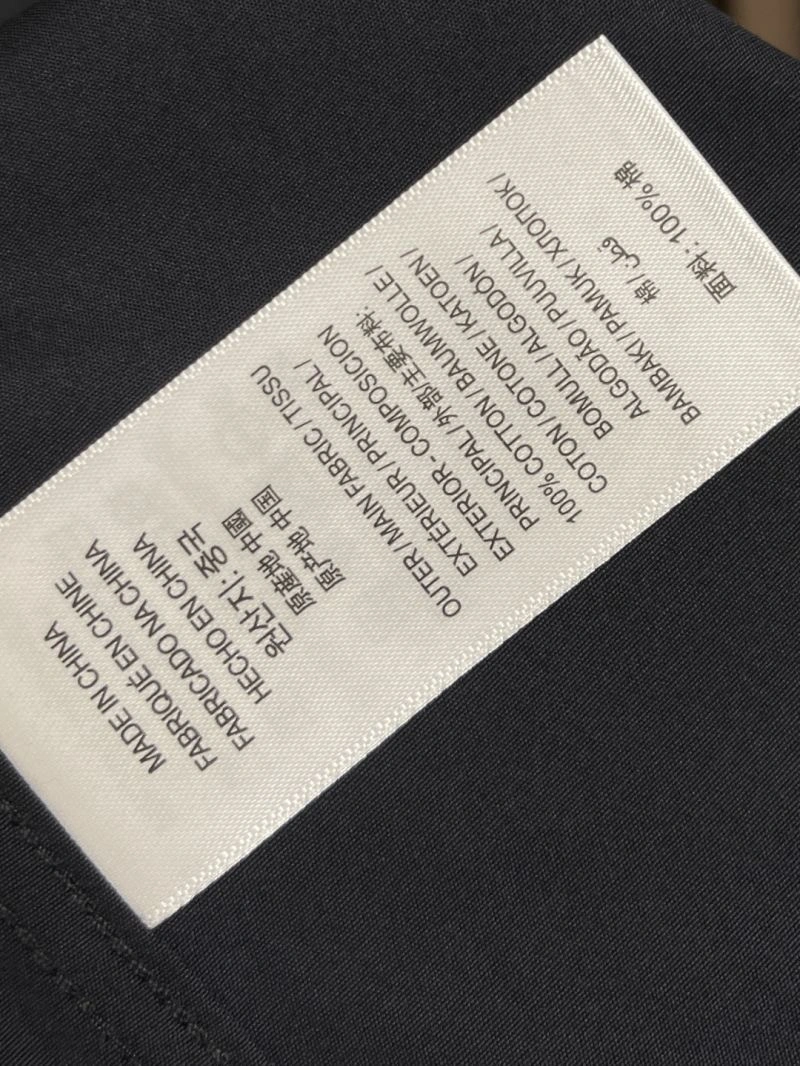 MADE IN CHINA
FABRIQUÉ EN CHINE
FABRICADO NA CHINA
HECHO EN CHINA
원산지: 중국
原産地 中國
原产地 中国
OUTER / MAIN FABRIC / TISSU
EXTÉRIEUR / PRINCIPAL /
EXTERIOR - COMPOSICION
PRINCIPAL / 外部主要布料:
100% COTTON / BAUMWOLLE /
COTON / COTONE / KATOEN /
BOMULL / ALGODÓN /
ALGODÃO / PUUVILLA /
BAMBAKI / PAMUK / ХЛОПОК /
棉 / قطن
面料: 100% 棉